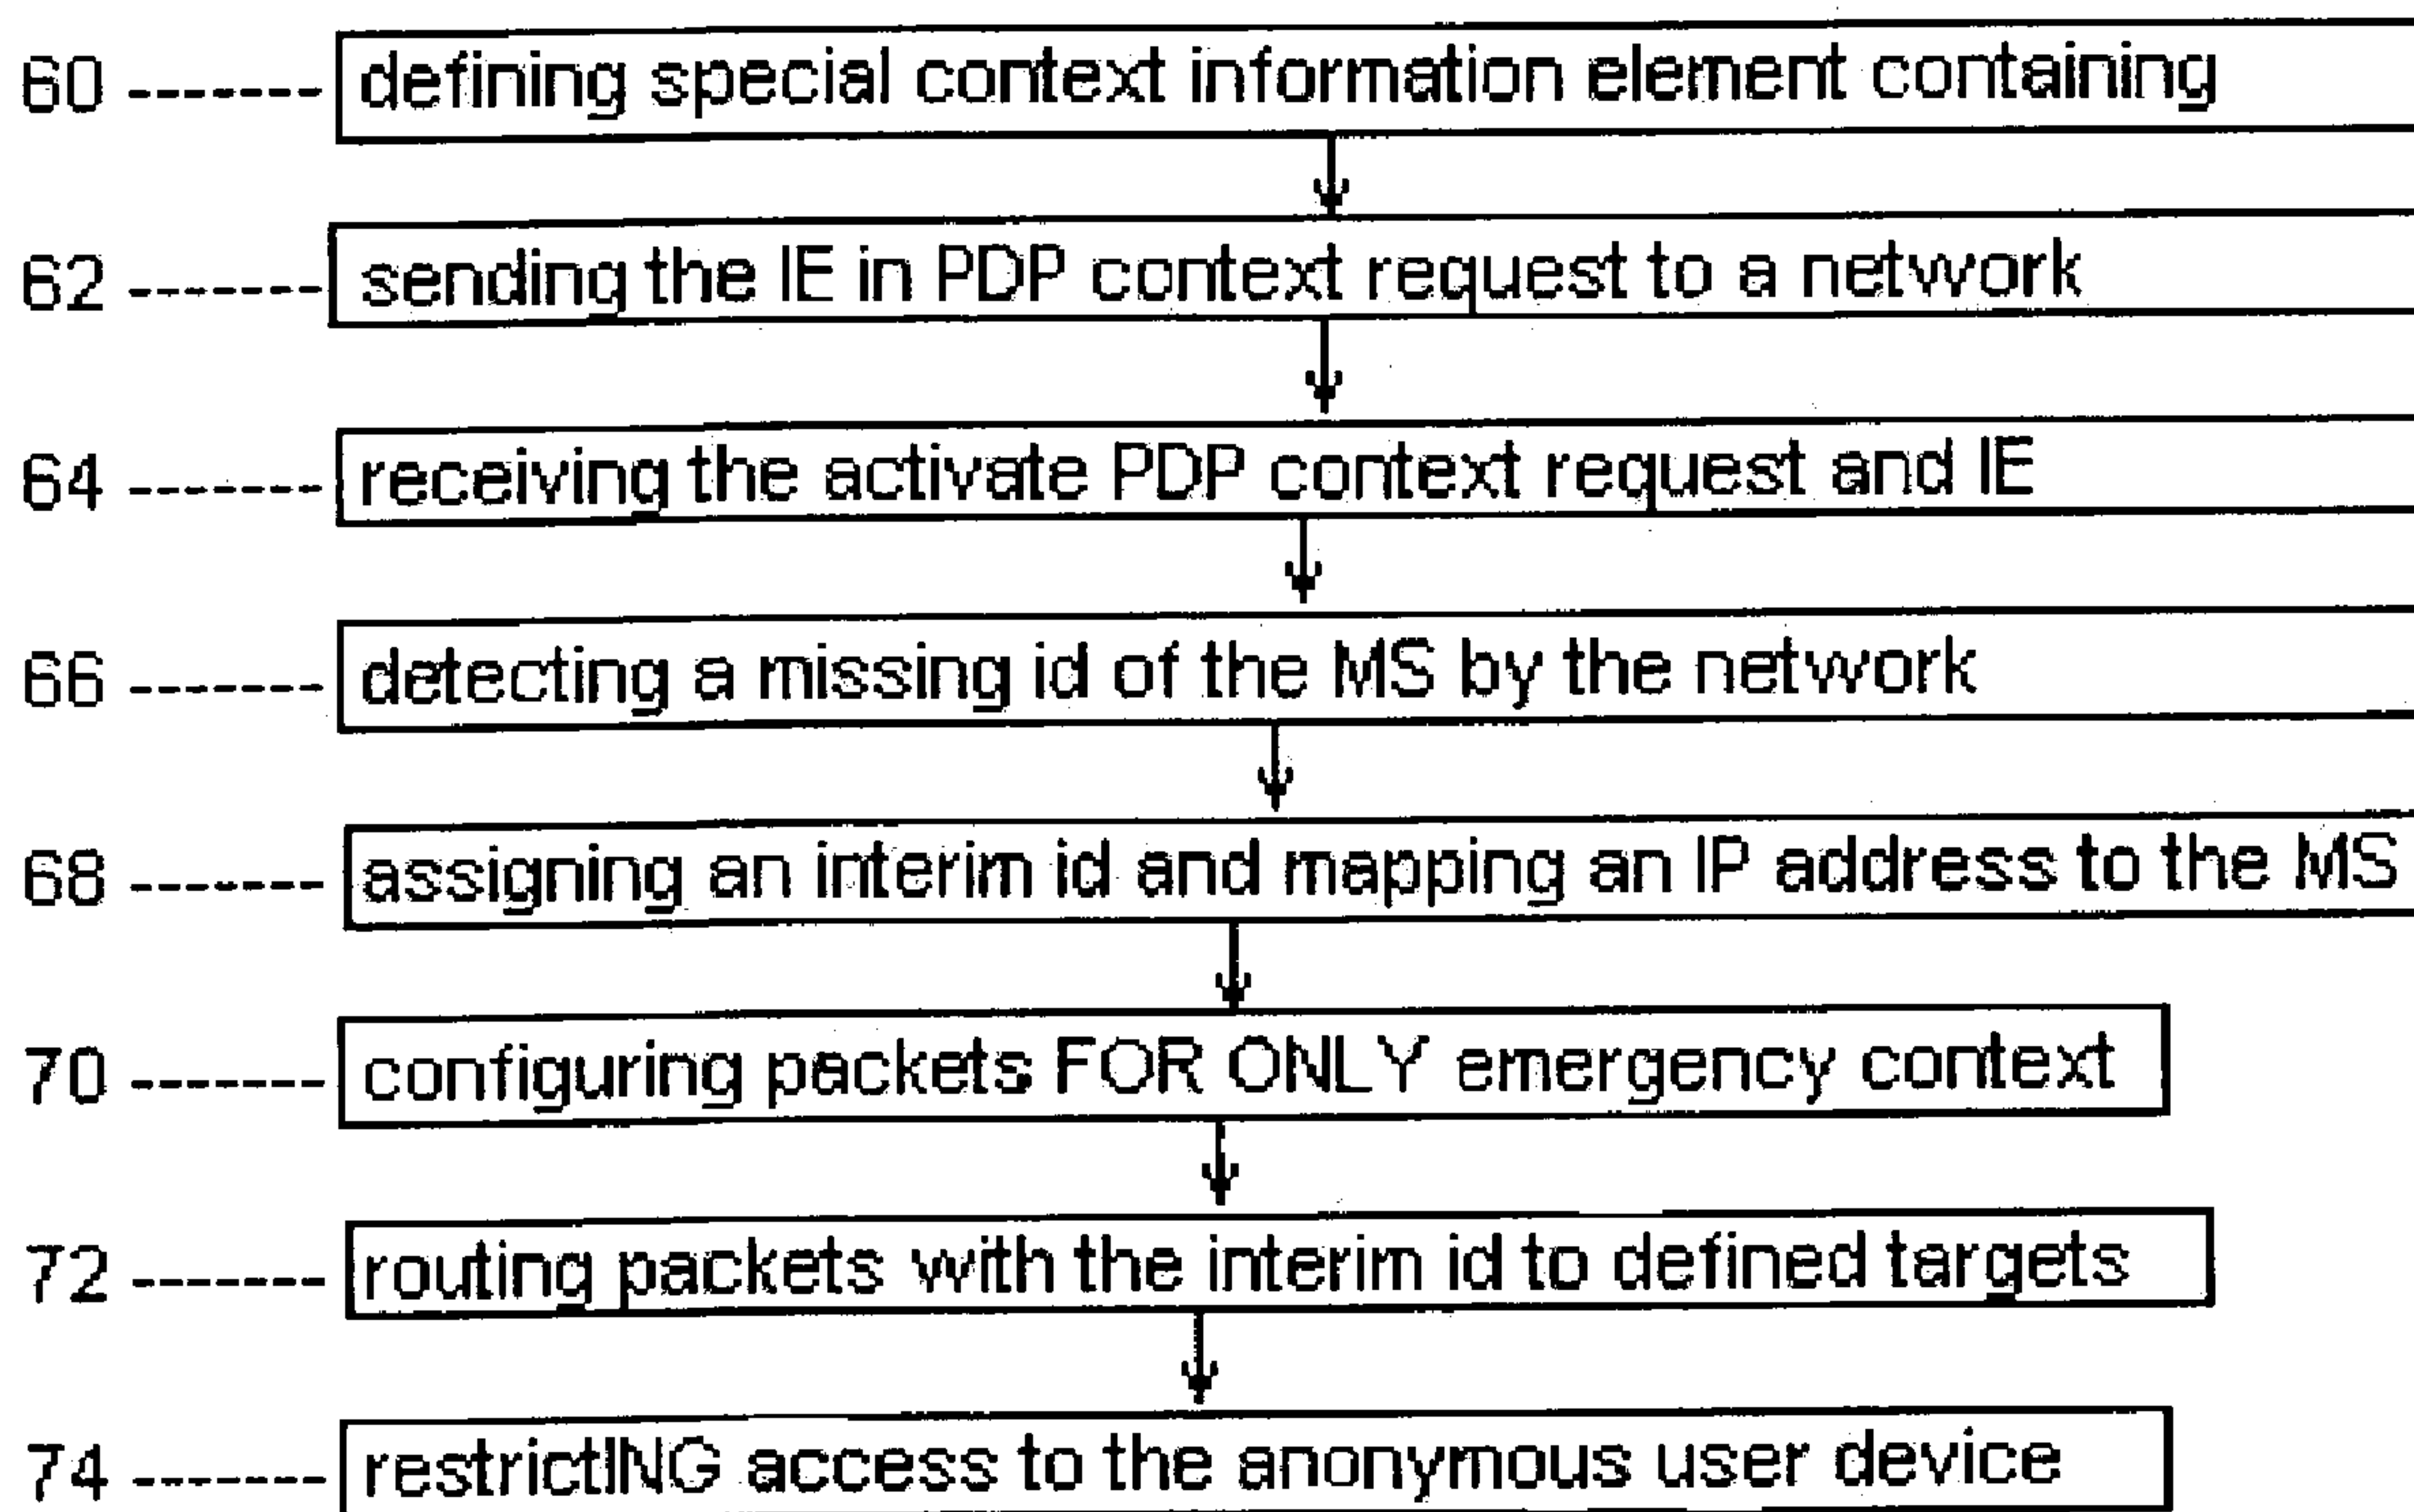 60 ------- defining special context information element containing
62 ------- sending the IE in PDP context request to a network
64 ------- receiving the activate PDP context request and IE
66 ------- detecting a missing id of the MS by the network
68 ------- assigning an interim id and mapping an IP address to the MS
70 ------- configuring packets FOR ONLY emergency context
72 ------- routing packets with the interim id to defined targets
74 ------- restrictING access to the anonymous user device